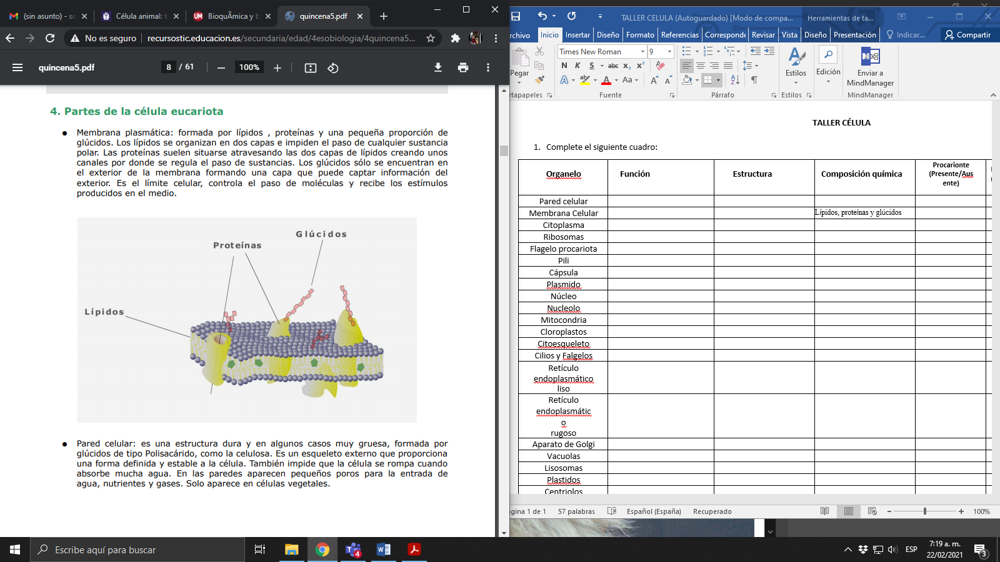 (sin asunto) - so
Célula animal: t
BioquÃmica y b
quincena5.pdf
No es seguro
recursostic.educacion.es/secundaria/edad/4esobiologia/4quincena5...
quincena5.pdf
8 / 61
100%
4. Partes de la célula eucariota
Membrana plasmática: formada por lípidos , proteínas y una pequeña proporción de
glúcidos. Los lípidos se organizan en dos capas e impiden el paso de cualquier sustancia
polar. Las proteínas suelen situarse atravesando las dos capas de lípidos creando unos
canales por donde se regula el paso de sustancias. Los glúcidos sólo se encuentran en
el exterior de la membrana formando una capa que puede captar información del
exterior. Es el límite celular, controla el paso de moléculas y recibe los estímulos
producidos en el medio.
Glúcidos
Proteínas
Lípidos
Pared celular: es una estructura dura y en algunos casos muy gruesa, formada por
glúcidos de tipo Polisacárido, como la celulosa. Es un esqueleto externo que proporciona
una forma definida y estable a la célula. También impide que la célula se rompa cuando
absorbe mucha agua. En las paredes aparecen pequeños poros para la entrada de
agua, nutrientes y gases. Solo aparece en células vegetales.
TALLER CELULA (Autoguardado) [Modo de compa...
Herramientas de ta...
rchivo
Inicio
Insertar
Diseño
Formato
Referencias
Correspondencia:
Revisar
Vista
Diseño
Presentación
Indicar...
Compartir
Times New Roman
9
N K S abc x₂ x²
Pegar
Aa
Estilos
Edición
Enviar a
MindManager
rtapapeles
Fuente
Párrafo
Estilos
MindManager
TALLER CÉLULA
1. Complete el siguiente cuadro:
Organelo
Función
Estructura
Composición química
Procarionte
(Presente/Aus
ente)
Pared celular
Membrana Celular
Lípidos, proteínas y glúcidos
Citoplasma
Ribosomas
Flagelo procariota
Pili
Cápsula
Plasmido
Núcleo
Nucleolo
Mitocondria
Cloroplastos
Citoesqueleto
Cilios y Falgelos
Retículo
endoplasmático
liso
Retículo
endoplasmátic
o
rugoso
Aparato de Golgi
Vacuolas
Lisosomas
Plastidos
Centriolos
ágina 1 de 1
57 palabras
Español (España)
Recuperado
100%
Escribe aquí para buscar
4
ESP
7:19 a. m.
22/02/2021
3